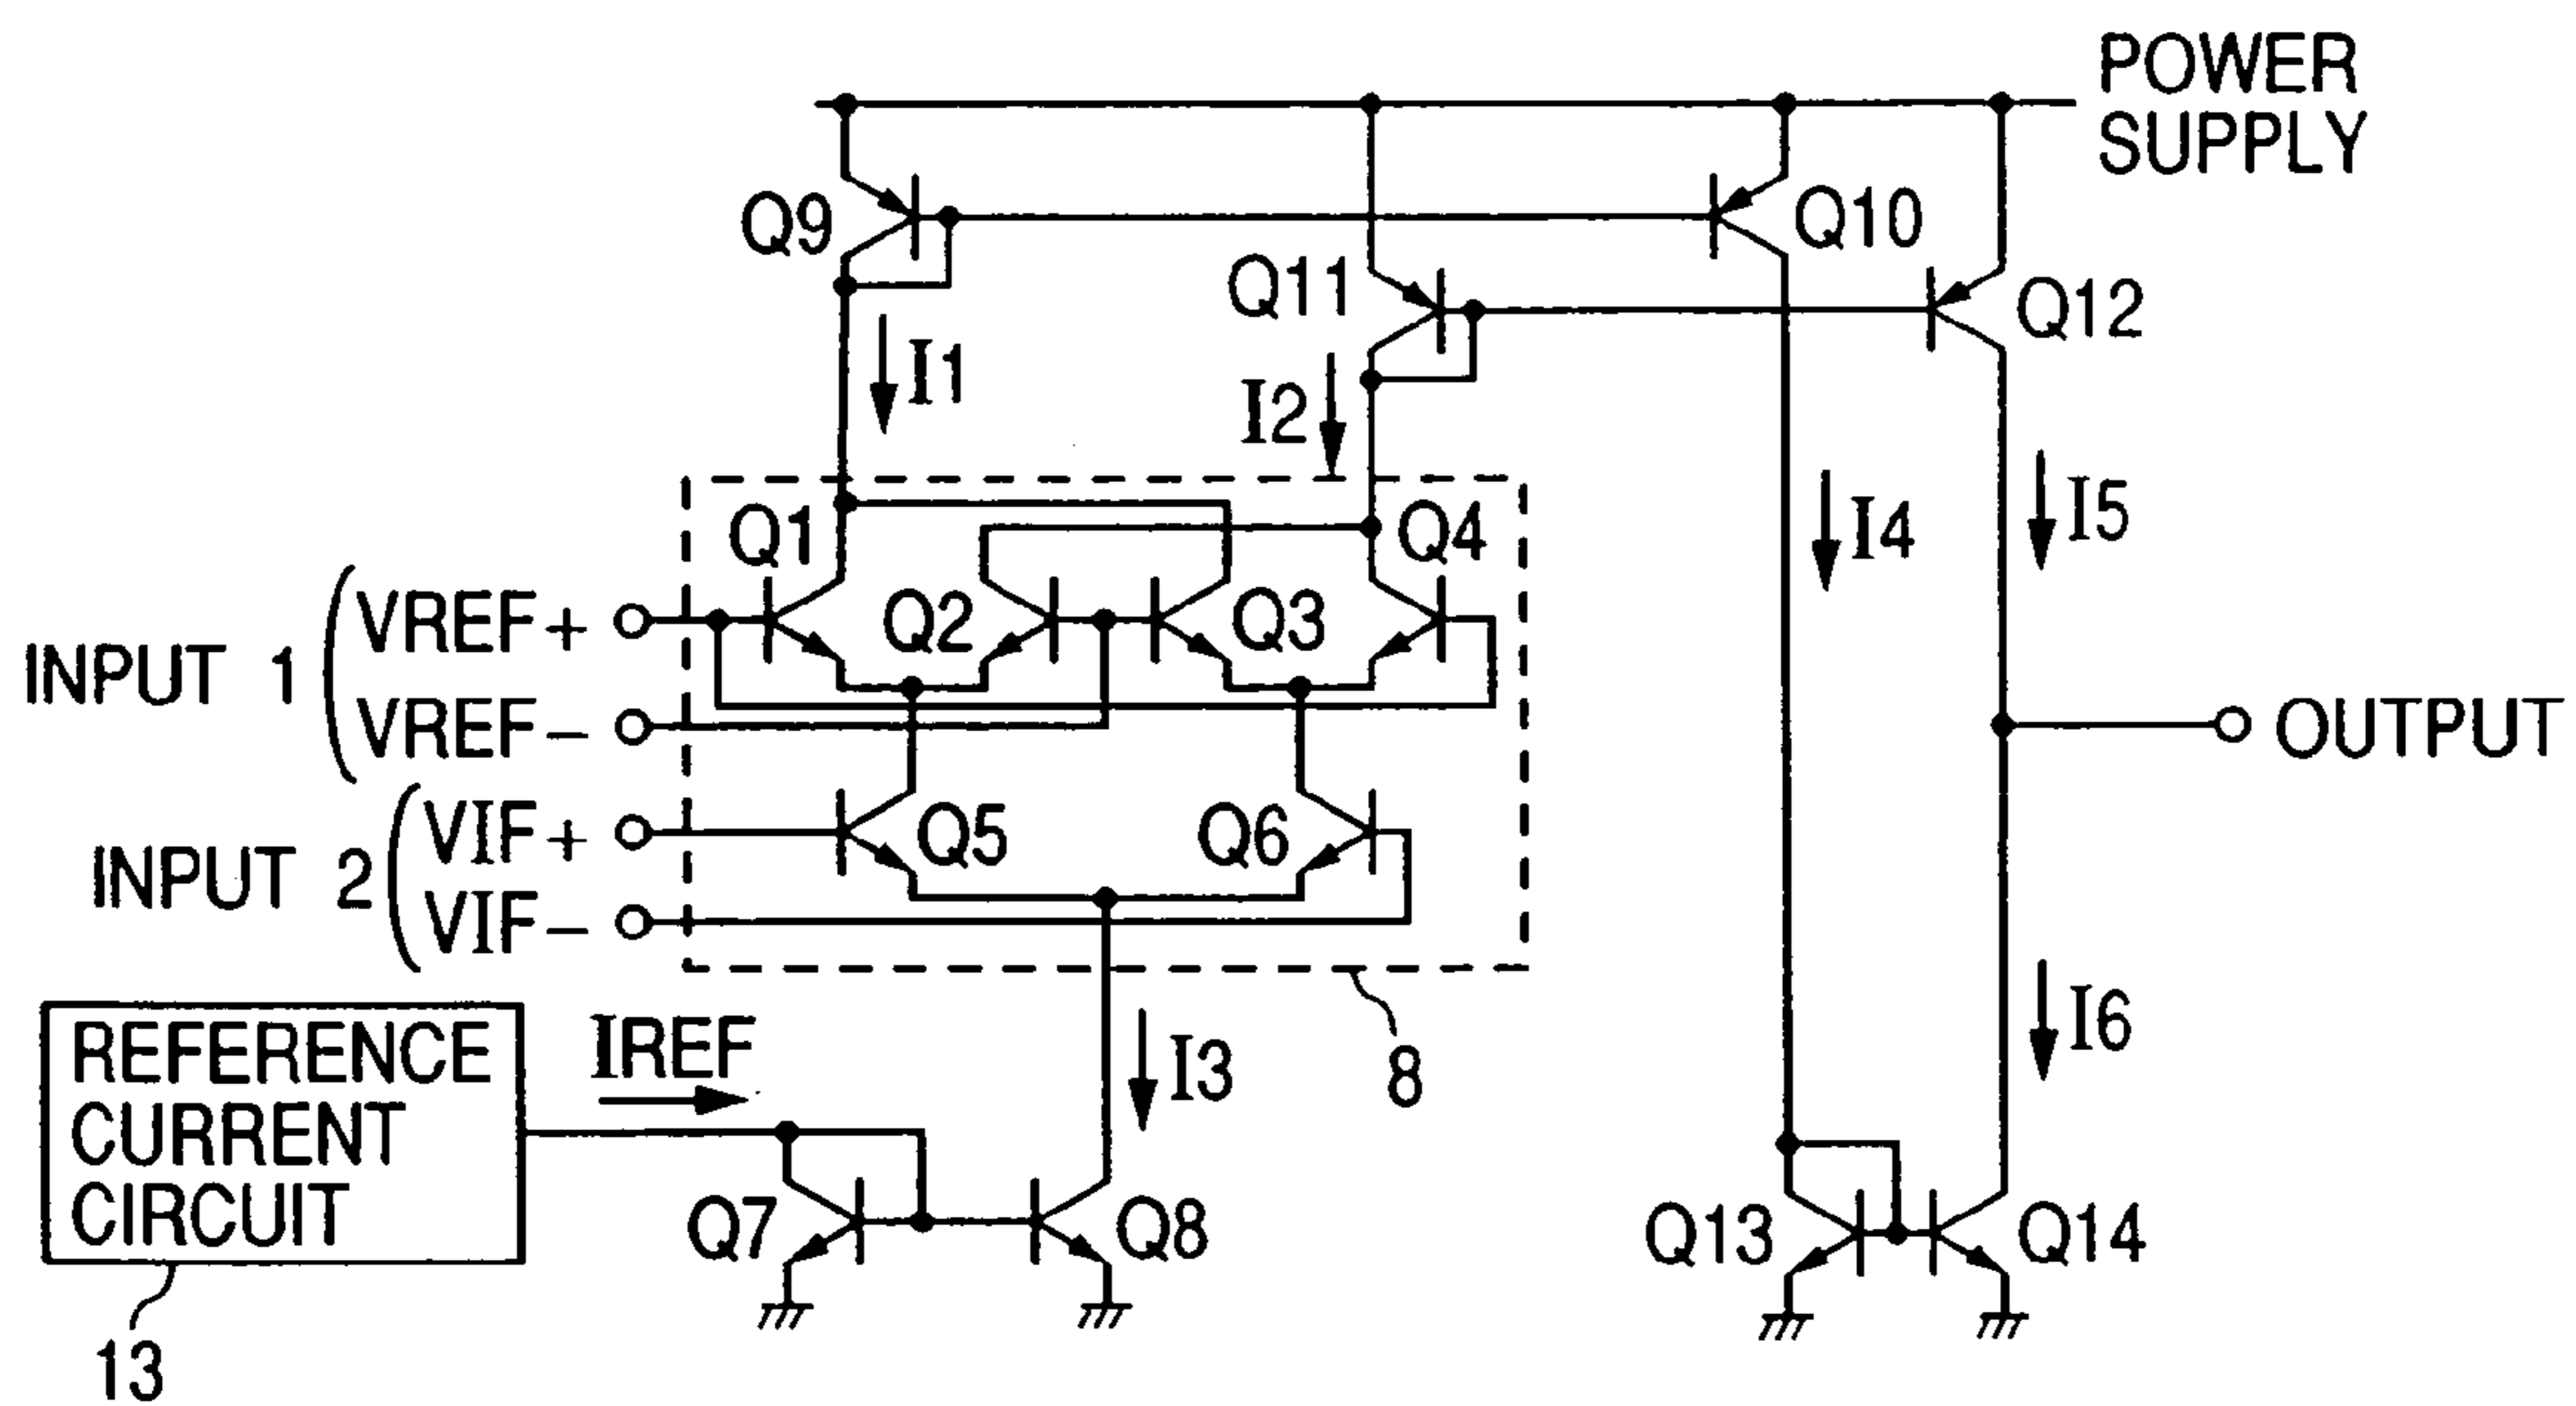 POWER
SUPPLY
Q9
Q10
Q11
Q12
I1
I2
I4
I5
Q1
Q4
Q2
Q3
INPUT 1
VREF+
VREF-
OUTPUT
INPUT 2
VIF+
VIF-
Q5
Q6
8
I6
REFERENCE
CURRENT
CIRCUIT
IREF
I3
Q7
Q8
Q13
Q14
13